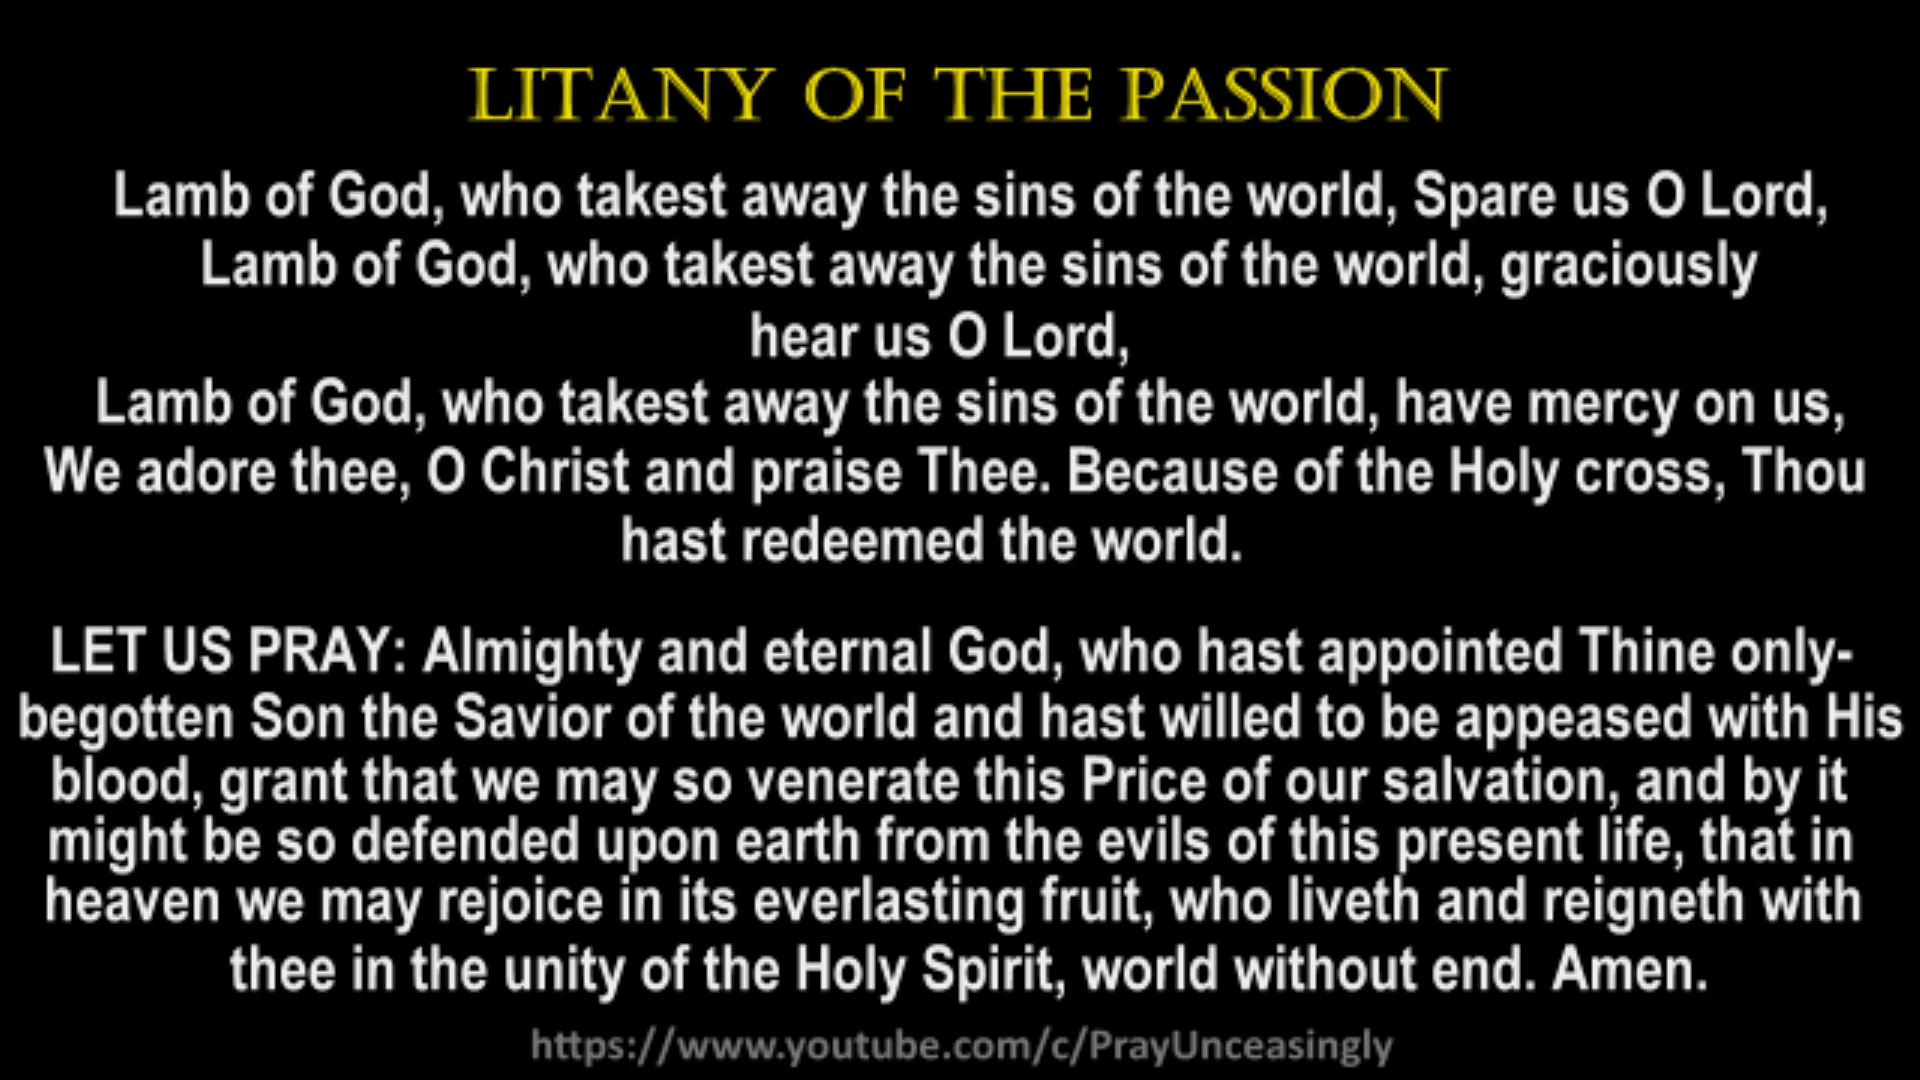 LITANY OF THE PASSION
Lamb of God, who takest away the sins of the world, Spare us O Lord,
Lamb of God, who takest away the sins of the world, graciously
hear us O Lord,
Lamb of God, who takest away the sins of the world, have mercy on us,
We adore thee, O Christ and praise Thee. Because of the Holy cross, Thou
hast redeemed the world.
LET US PRAY: Almighty and eternal God, who hast appointed Thine only-
begotten Son the Savior of the world and hast willed to be appeased with His
blood, grant that we may so venerate this Price of our salvation, and by it
might be so defended upon earth from the evils of this present life, that in
heaven we may rejoice in its everlasting fruit, who liveth and reigneth with
thee in the unity of the Holy Spirit, world without end. Amen.
https://www.youtube.com/c/PrayUnceasingly